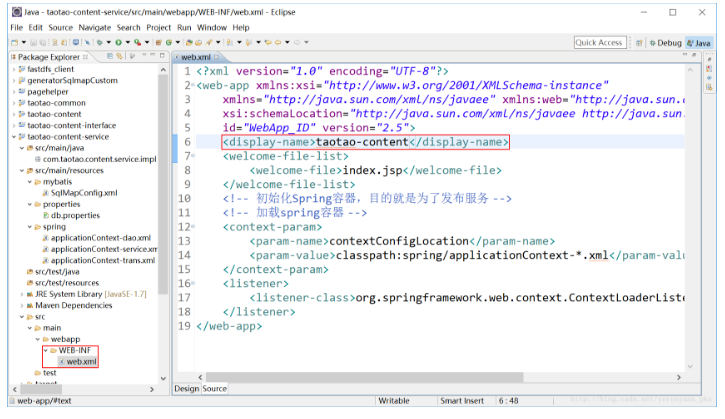 Java - taotao-content-service/src/main/webapp/WEB-INF/web.xml - Eclipse
File Edit Source Navigate Search Project Run Window Help
Quick Access
Debug
Java
Package Explorer
fastdfs_client
generatorSqlmapCustom
pagehelper
taotao-common
taotao-content
taotao-content-interface
taotao-content-service
src/main/java
com.taotao.content.service.impl
src/main/resources
mybatis
SqlMapConfig.xml
properties
db.properties
spring
applicationContext-dao.xml
applicationContext-service.xm
applicationContext-trans.xml
src/test/java
src/test/resources
JRE System Library [JavaSE-1.7]
Maven Dependencies
src
main
webapp
WEB-INF
web.xml
test
target
web.xml
1 <?xml version="1.0" encoding="UTF-8"?>
2 <web-app xmlns:xsi="http://www.w3.org/2001/XMLSchema-instance"
3 xmlns="http://java.sun.com/xml/ns/javaee" xmlns:web="http://java.sun.c
4 xsi:schemaLocation="http://java.sun.com/xml/ns/javaee http://java.sun.
5 id="WebApp_ID" version="2.5">
6 <display-name>taotao-content</display-name>
7 <welcome-file-list>
8 <welcome-file>index.jsp</welcome-file>
9 </welcome-file-list>
10 <!-- 初始化Spring容器，目的就是为了发布服务 -->
11 <!-- 加载spring容器 -->
12 <context-param>
13 <param-name>contextConfigLocation</param-name>
14 <param-value>classpath:spring/applicationContext-*.xml</param-valu
15 </context-param>
16 <listener>
17 <listener-class>org.springframework.web.context.ContextLoaderListe
18 </listener>
19 </web-app>
Design Source
web-app/#text
Writable
Smart Insert
6 : 48